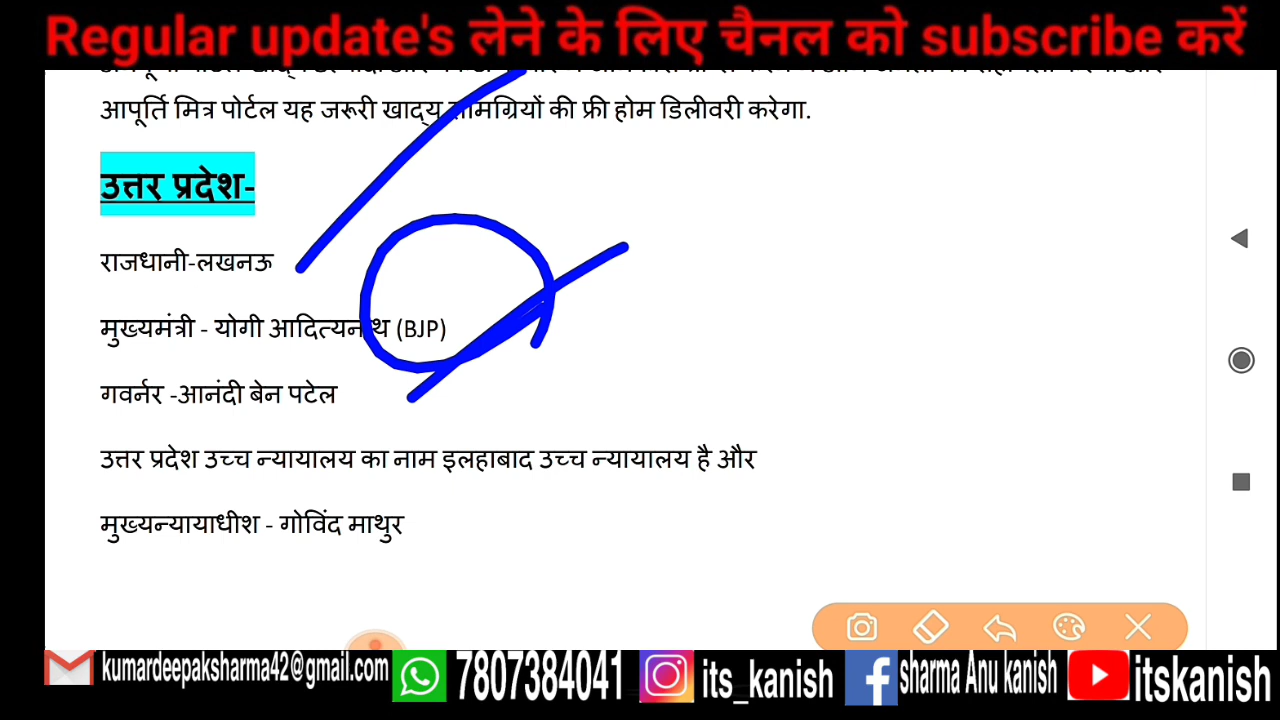 Regular update's लेने के लिए चैनल को subscribe करें
आपूर्ति मित्र पोर्टल यह जरूरी खाद्य सामग्रियों की फ्री होम डिलीवरी करेगा.
उत्तर प्रदेश-
राजधानी-लखनऊ
मुख्यमंत्री - योगी आदित्यनाथ (BJP)
गवर्नर -आनंदी बेन पटेल
उत्तर प्रदेश उच्च न्यायालय का नाम इलहाबाद उच्च न्यायालय है और
मुख्यन्यायाधीश - गोविंद माथुर
kumardeepaksharma42@gmail.com 7807384041 its_kanish sharma Anu kanish itskanish